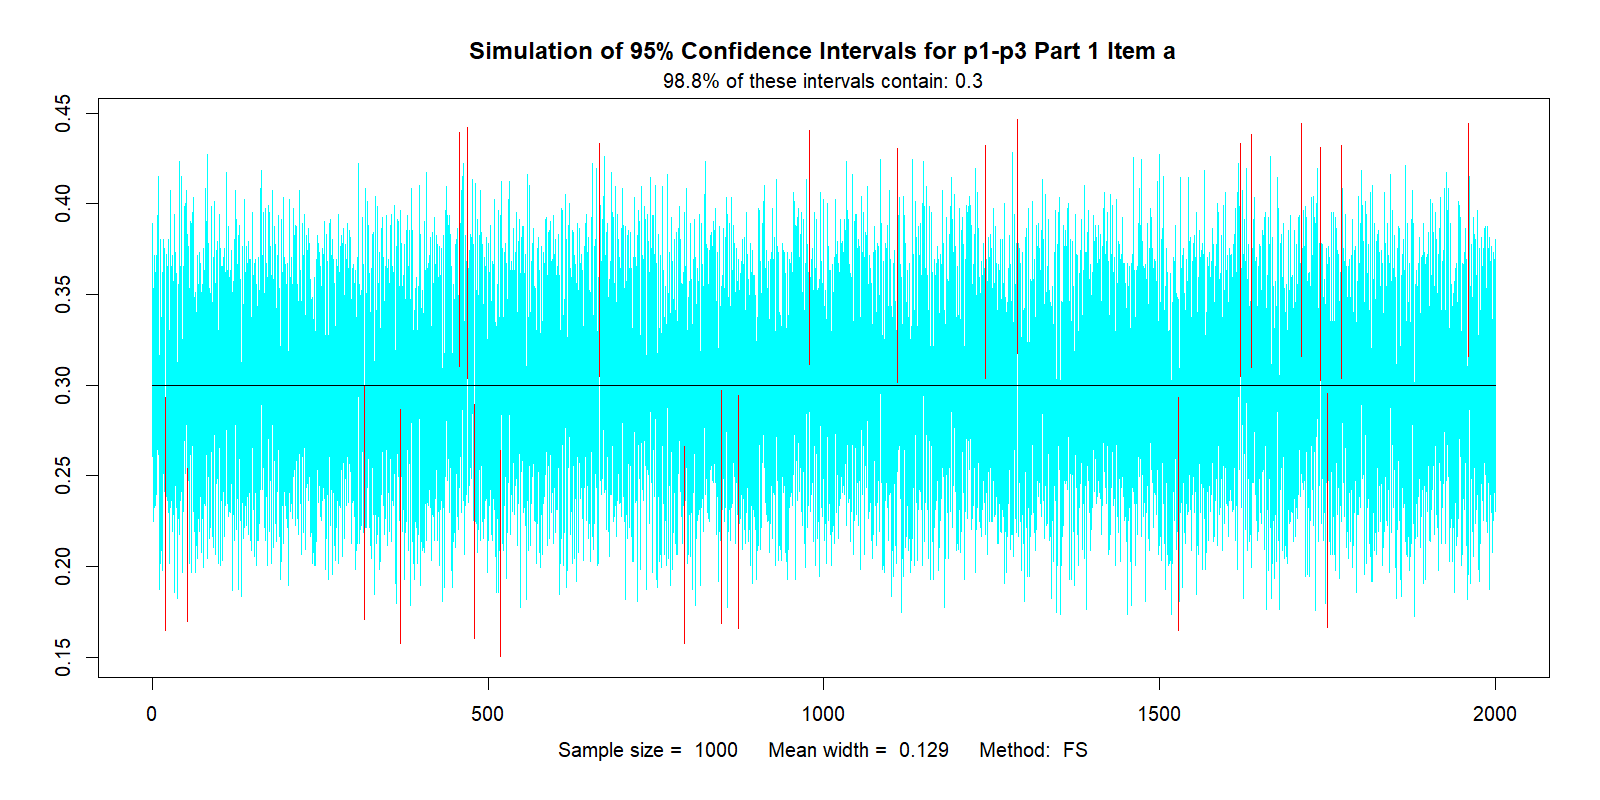 Simulation of 95% Confidence Intervals for p1-p3 Part 1 Item a
98.8% of these intervals contain: 0.3
0.45
0.40
0.35
0.30
0.25
0.20
0.15
0 500 1000 1500 2000
Sample size = 1000 Mean width = 0.129 Method: FS